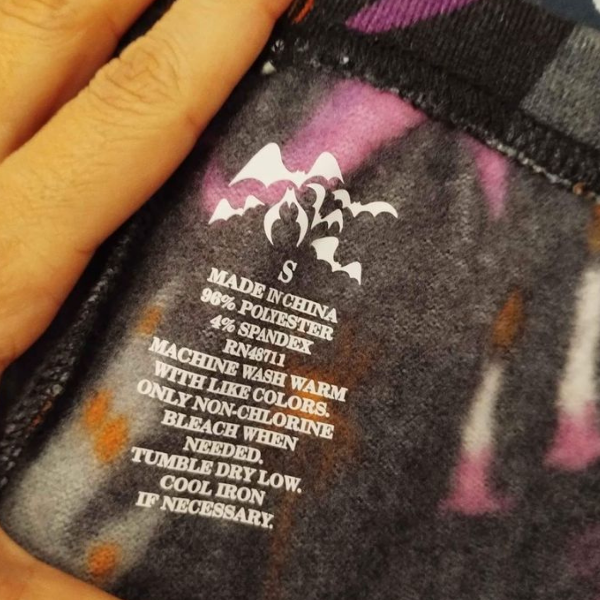 S
MADE IN CHINA
96% POLYESTER
4% SPANDEX
RN48711
MACHINE WASH WARM
WITH LIKE COLORS.
ONLY NON-CHLORINE
BLEACH WHEN
NEEDED.
TUMBLE DRY LOW.
COOL IRON
IF NECESSARY.